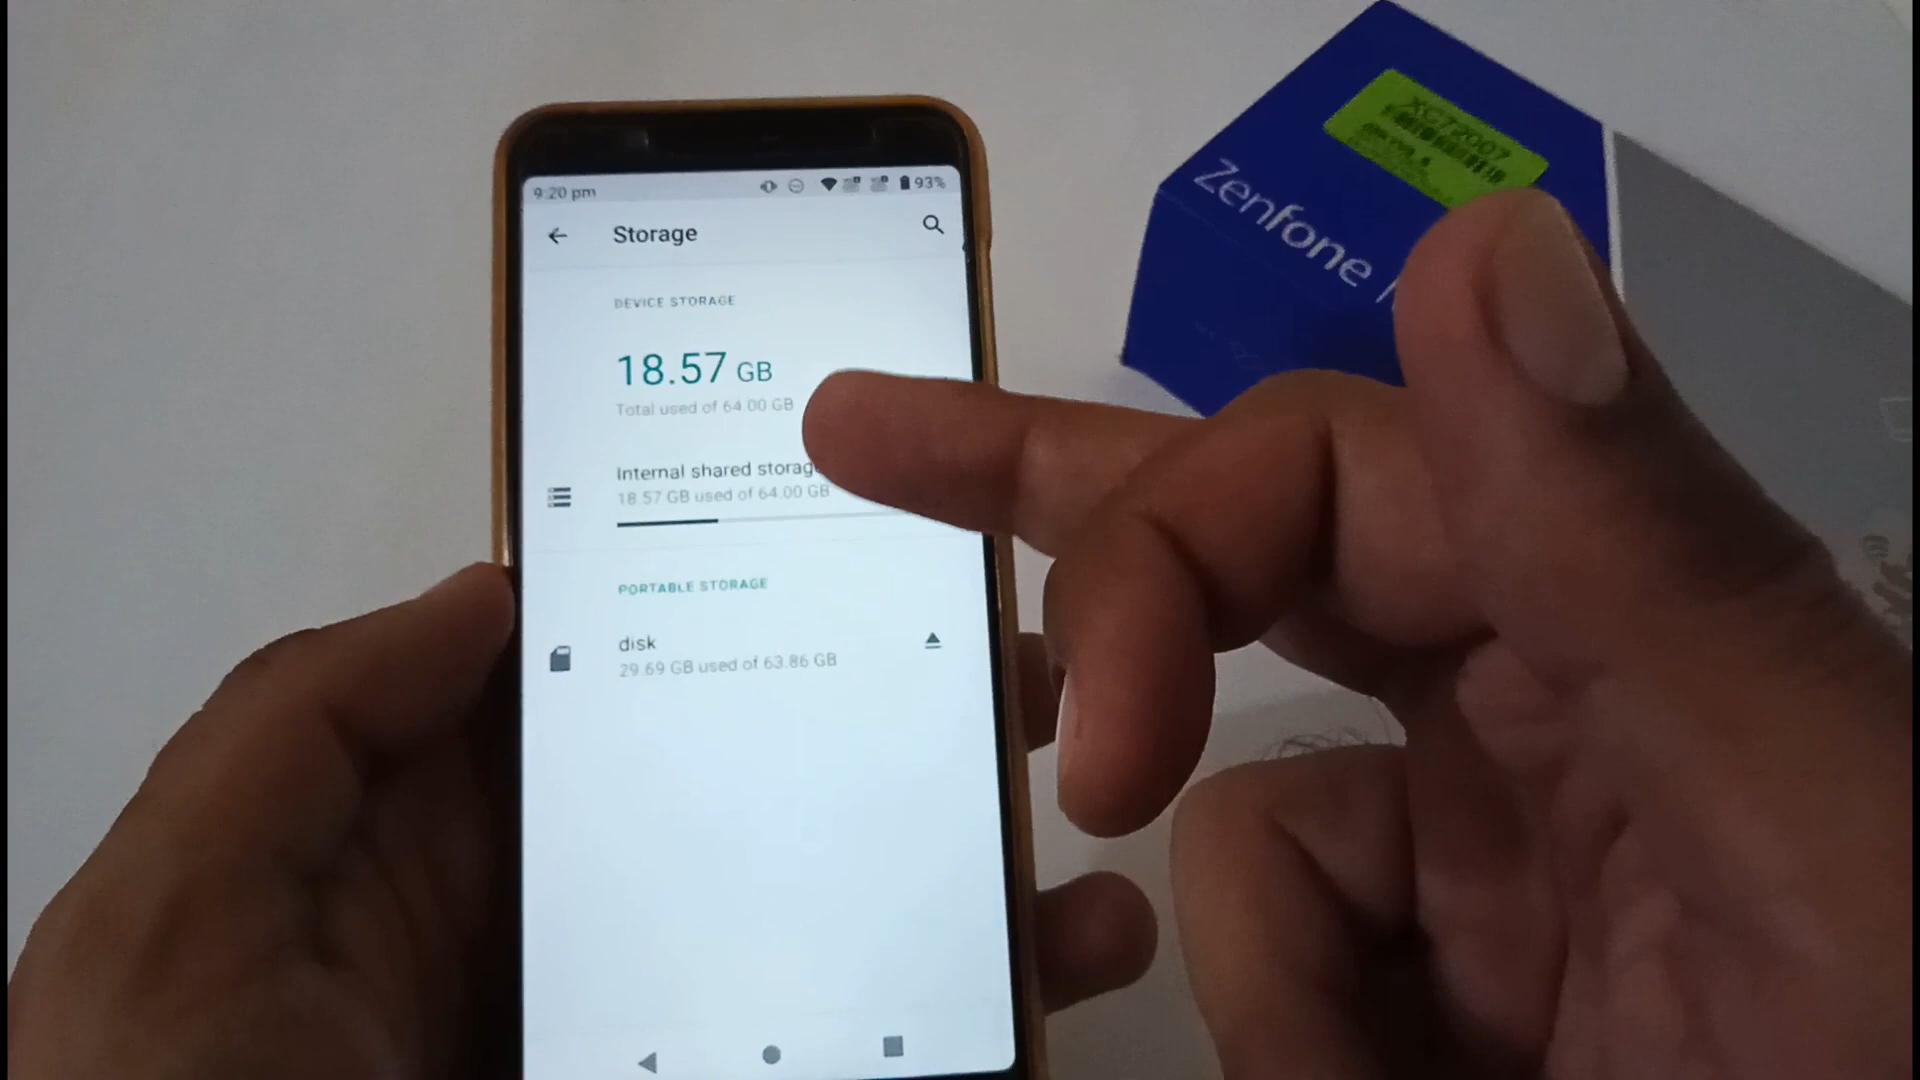 9:20 pm
93%
Storage
DEVICE STORAGE
18.57 GB
Total used of 64.00 GB
Internal shared storag
18.57 GB used of 64.00 GB
PORTABLE STORAGE
disk
29.69 GB used of 63.86 GB
XC72007
Zenfone